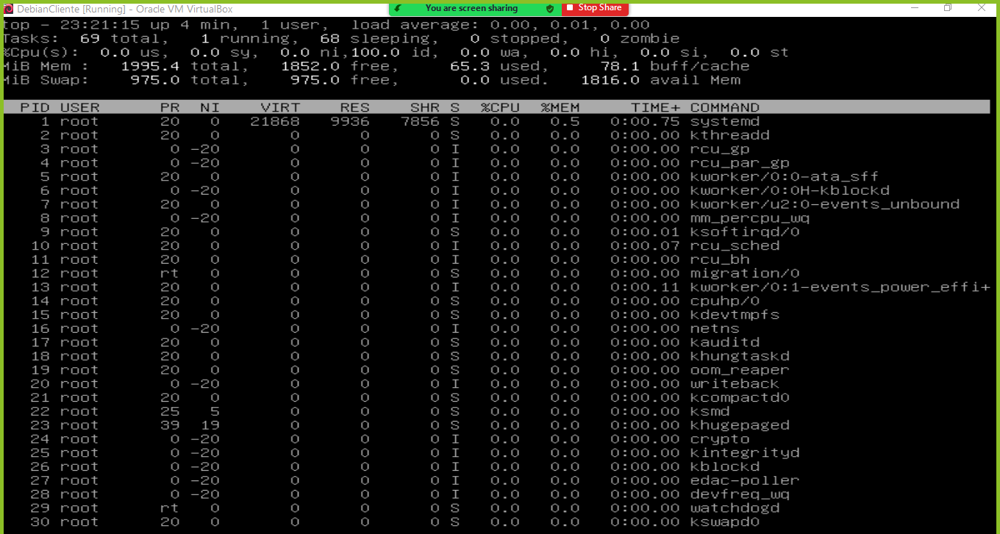 DebianCliente [Running] - Oracle VM VirtualBox
You are screen sharing
Stop Share
top - 23:21:15 up 4 min,  1 user,  load average: 0.00, 0.01, 0.00
Tasks:  69 total,   1 running,  68 sleeping,   0 stopped,   0 zombie
%Cpu(s):  0.0 us,  0.0 sy,  0.0 ni,100.0 id,  0.0 wa,  0.0 hi,  0.0 si,  0.0 st
MiB Mem :   1995.4 total,   1852.0 free,     65.3 used,     78.1 buff/cache
MiB Swap:    975.0 total,    975.0 free,      0.0 used.   1816.0 avail Mem
PID USER PR NI VIRT RES SHR S %CPU %MEM TIME+ COMMAND
1 root 20 0 21868 9936 7856 S 0.0 0.5 0:00.75 systemd
2 root 20 0 0 0 0 S 0.0 0.0 0:00.00 kthreadd
3 root 0 -20 0 0 0 I 0.0 0.0 0:00.00 rcu_gp
4 root 0 -20 0 0 0 I 0.0 0.0 0:00.00 rcu_par_gp
5 root 20 0 0 0 0 I 0.0 0.0 0:00.00 kworker/0:0-ata_sff
6 root 0 -20 0 0 0 I 0.0 0.0 0:00.00 kworker/0:0H-kblockd
7 root 20 0 0 0 0 I 0.0 0.0 0:00.00 kworker/u2:0-events_unbound
8 root 0 -20 0 0 0 I 0.0 0.0 0:00.00 mm_percpu_wq
9 root 20 0 0 0 0 S 0.0 0.0 0:00.01 ksoftirqd/0
10 root 20 0 0 0 0 I 0.0 0.0 0:00.07 rcu_sched
11 root 20 0 0 0 0 I 0.0 0.0 0:00.00 rcu_bh
12 root rt 0 0 0 0 S 0.0 0.0 0:00.00 migration/0
13 root 20 0 0 0 0 I 0.0 0.0 0:00.11 kworker/0:1-events_power_effi+
14 root 20 0 0 0 0 S 0.0 0.0 0:00.00 cpuhp/0
15 root 20 0 0 0 0 S 0.0 0.0 0:00.00 kdevtmpfs
16 root 0 -20 0 0 0 I 0.0 0.0 0:00.00 netns
17 root 20 0 0 0 0 S 0.0 0.0 0:00.00 kauditd
18 root 20 0 0 0 0 S 0.0 0.0 0:00.00 khungtaskd
19 root 20 0 0 0 0 S 0.0 0.0 0:00.00 oom_reaper
20 root 0 -20 0 0 0 I 0.0 0.0 0:00.00 writeback
21 root 20 0 0 0 0 S 0.0 0.0 0:00.00 kcompactd0
22 root 25 5 0 0 0 S 0.0 0.0 0:00.00 ksmd
23 root 39 19 0 0 0 S 0.0 0.0 0:00.00 khugepaged
24 root 0 -20 0 0 0 I 0.0 0.0 0:00.00 crypto
25 root 0 -20 0 0 0 I 0.0 0.0 0:00.00 kintegrityd
26 root 0 -20 0 0 0 I 0.0 0.0 0:00.00 kblockd
27 root 0 -20 0 0 0 I 0.0 0.0 0:00.00 edac-poller
28 root 0 -20 0 0 0 I 0.0 0.0 0:00.00 devfreq_wq
29 root rt 0 0 0 0 S 0.0 0.0 0:00.00 watchdogd
30 root 20 0 0 0 0 S 0.0 0.0 0:00.00 kswapd0